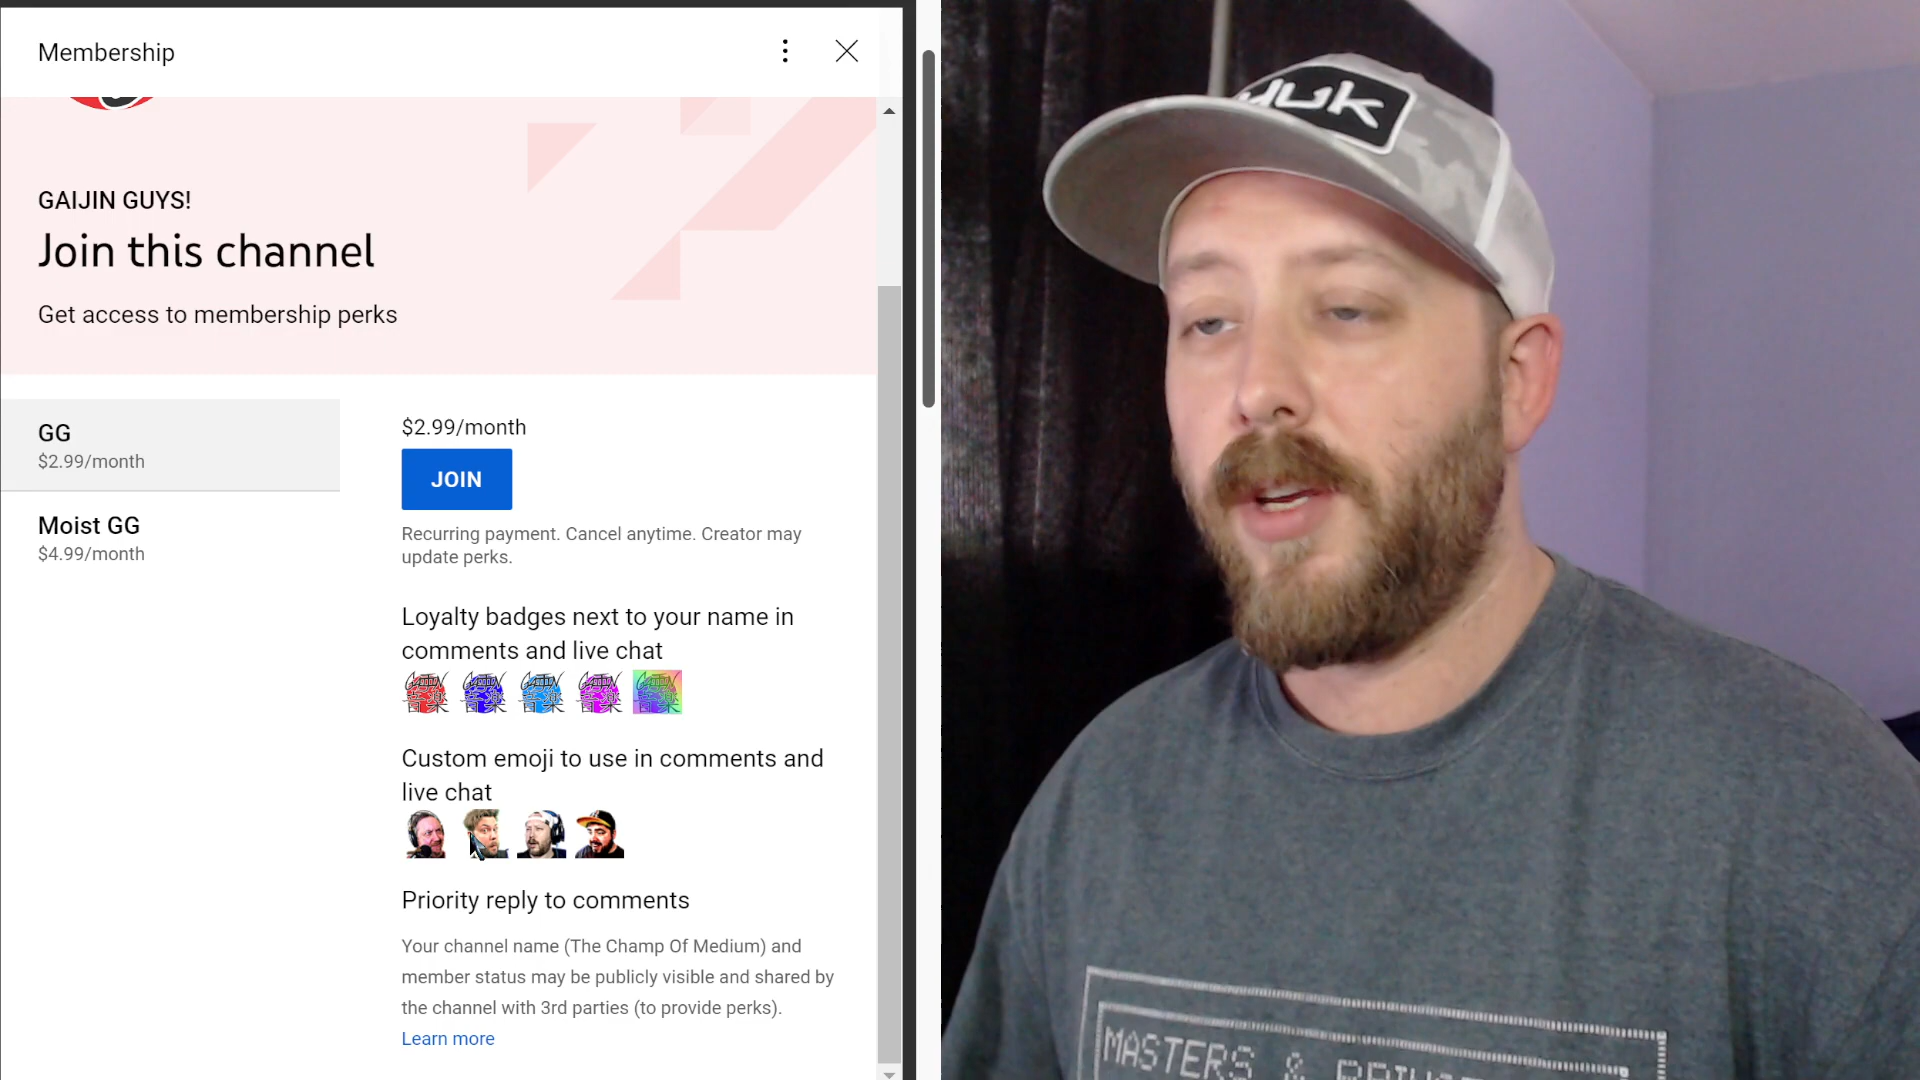 Membership
GAIJIN GUYS!
Join this channel
Get access to membership perks
GG
$2.99/month
Moist GG
$4.99/month
$2.99/month
JOIN
Recurring payment. Cancel anytime. Creator may
update perks.
Loyalty badges next to your name in
comments and live chat
Custom emoji to use in comments and
live chat
Priority reply to comments
Your channel name (The Champ Of Medium) and
member status may be publicly visible and shared by
the channel with 3rd parties (to provide perks).
Learn more
MASTERS &